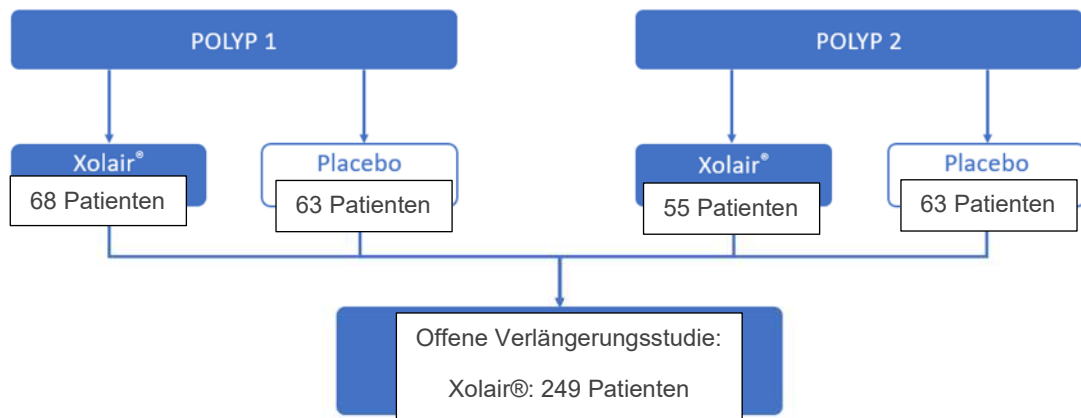 POLYP 1
POLYP 2
Xolair®
68 Patienten
Placebo
63 Patienten
Xolair®
55 Patienten
Placebo
63 Patienten
Offene Verlängerungsstudie:
Xolair®: 249 Patienten